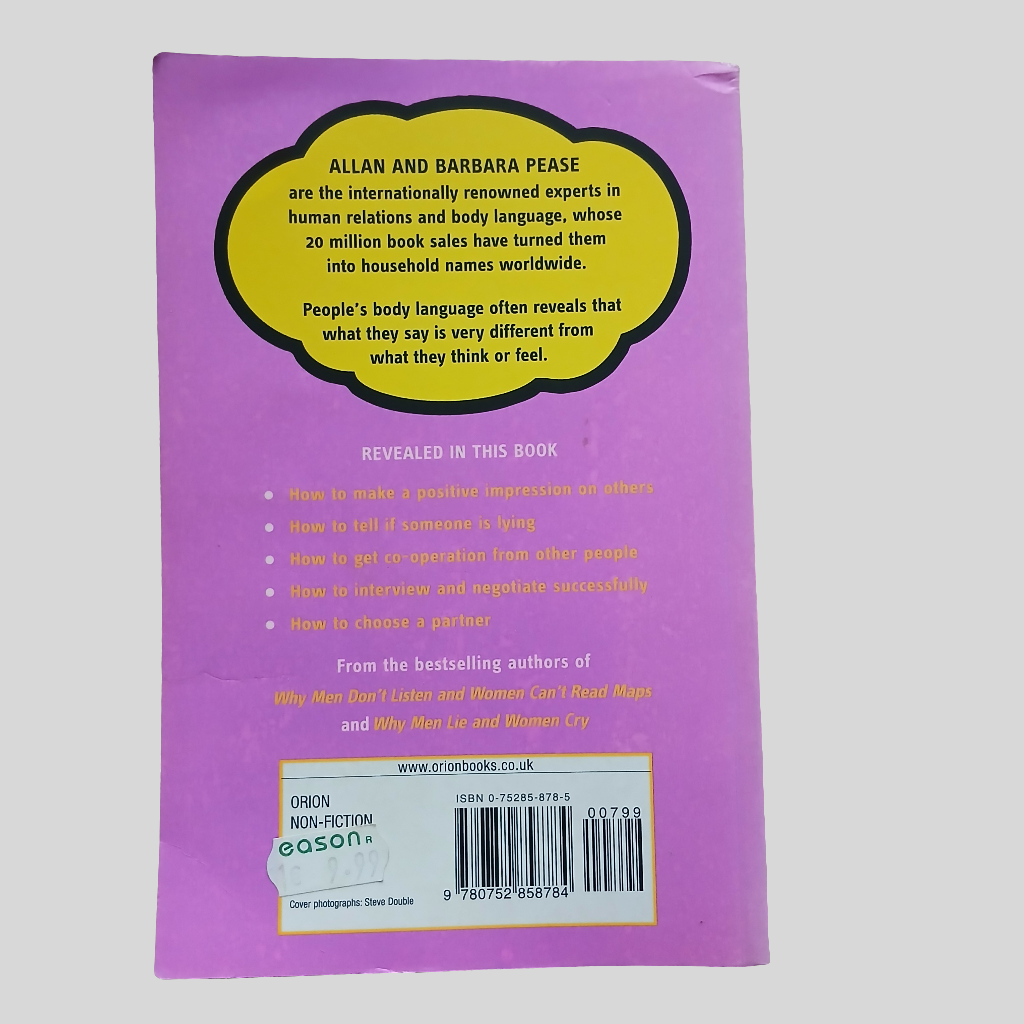 ALLAN AND BARBARA PEASE
are the internationally renowned experts in
human relations and body language, whose
20 million book sales have turned them
into household names worldwide.
People's body language often reveals that
what they say is very different from
what they think or feel.
REVEALED IN THIS BOOK
• How to make a positive impression on others
• How to tell if someone is lying
• How to get co-operation from other people
• How to interview and negotiate successfully
• How to choose a partner
From the bestselling authors of
Why Men Don't Listen and Women Can't Read Maps
and Why Men Lie and Women Cry
www.orionbooks.co.uk
ORION
NON-FICTION
eason R
9.99
Cover photographs: Steve Double
ISBN 0-75285-878-5
00799
9 780752 858784